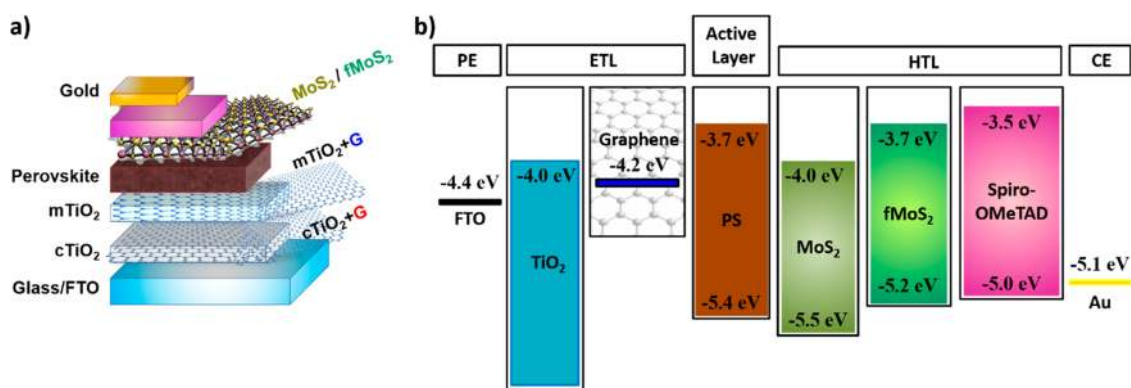 a)
Gold
MoS₂ / fMoS₂
Perovskite
mTiO₂+G
mTiO₂
cTiO₂+G
cTiO₂
Glass/FTO
b)
PE
ETL
Active
Layer
HTL
CE
-4.4 eV
FTO
-4.0 eV
TiO₂
Graphene
-4.2 eV
-3.7 eV
PS
-5.4 eV
-4.0 eV
MoS₂
-5.5 eV
-3.7 eV
fMoS₂
-5.2 eV
-3.5 eV
Spiro-
OMeTAD
-5.0 eV
-5.1 eV
Au